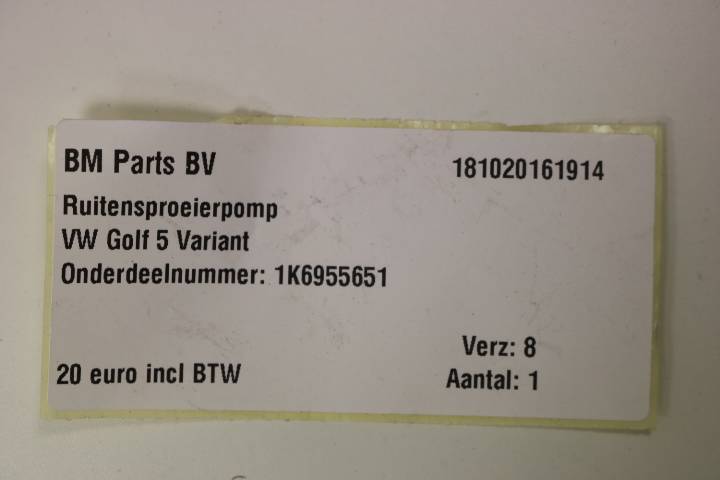 BM Parts BV 181020161914
Ruitensproeierpomp
VW Golf 5 Variant
Onderdeelnummer: 1K6955651
Verz: 8
20 euro incl BTW Aantal: 1